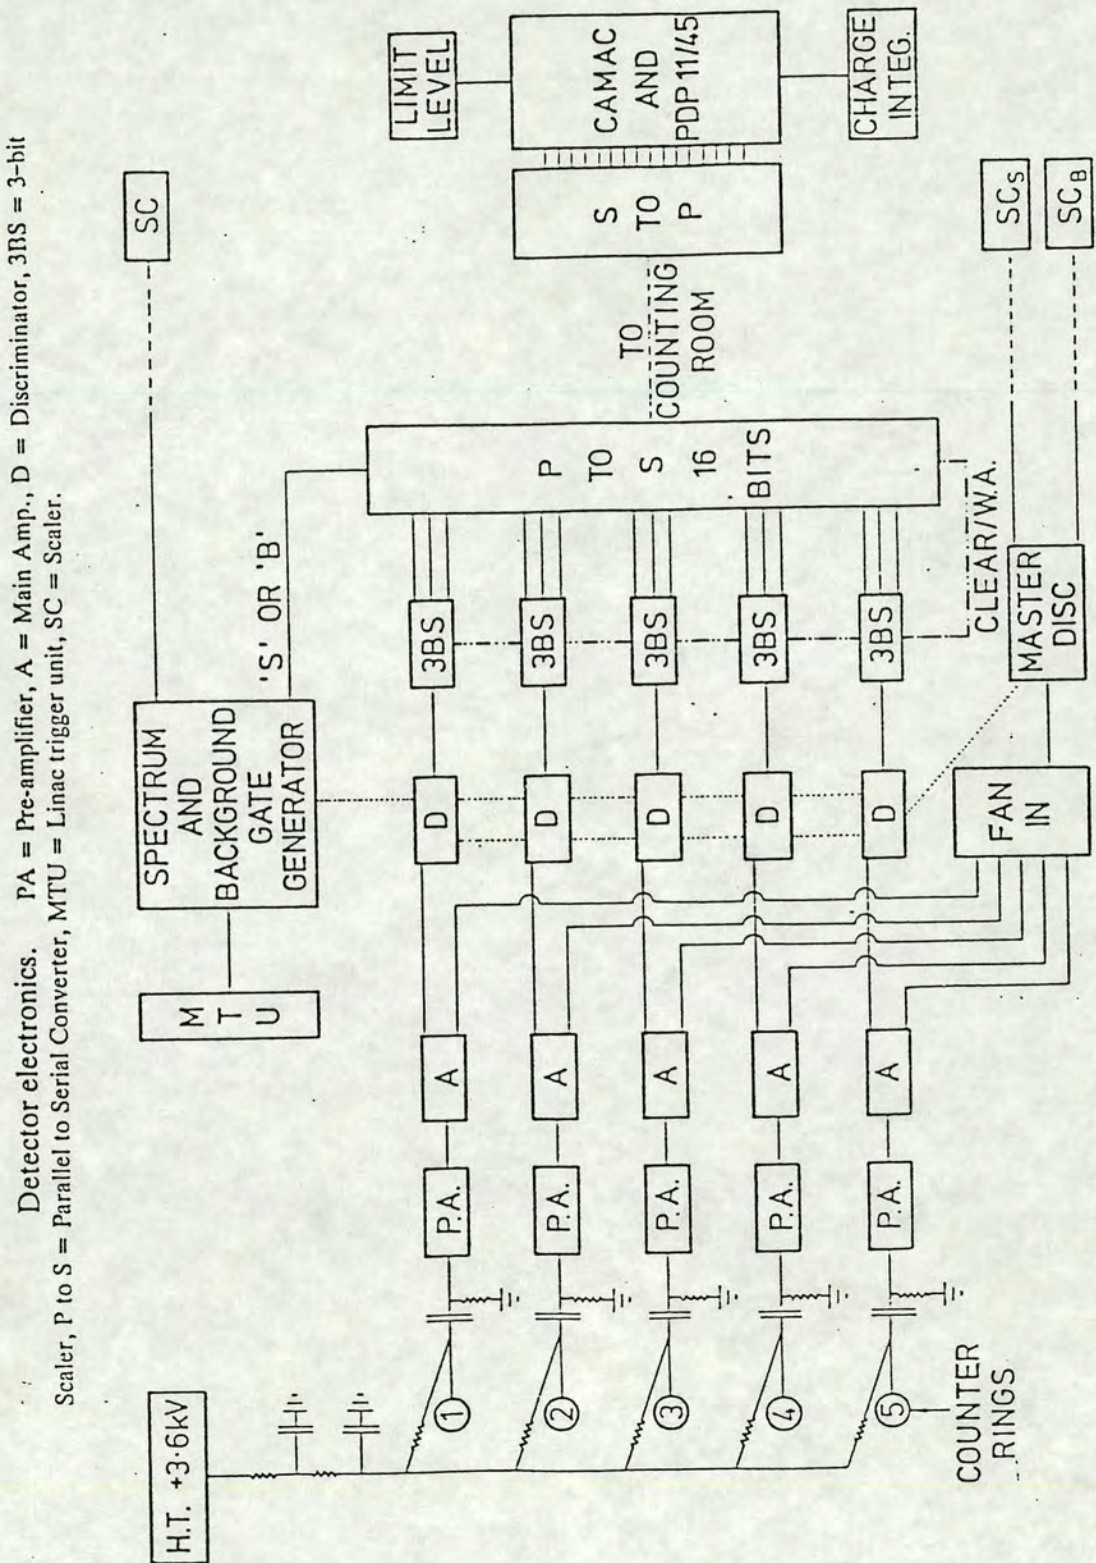 Detector electronics. PA = Pre-amplifier, A = Main Amp., D = Discriminator, 3BS = 3-bit
Scaler, P to S = Parallel to Serial Converter, MTU = Linac trigger unit, SC = Scaler.
H.T. +3·6kV
M
T
U
SPECTRUM
AND
BACKGROUND
GATE
GENERATOR
SC
'S' OR 'B'
LIMIT
LEVEL
1
P.A.
A
D
3BS
2
P.A.
A
D
3BS
3
P.A.
A
D
3BS
4
P.A.
A
D
3BS
5
P.A.
A
D
3BS
P
TO
S
16
BITS
TO
COUNTING
ROOM
S
TO
P
CAMAC
AND
PDP11/45
CHARGE
INTEG.
CLEAR/W.A.
COUNTER
RINGS
FAN
IN
MASTER
DISC
SCS
SCB